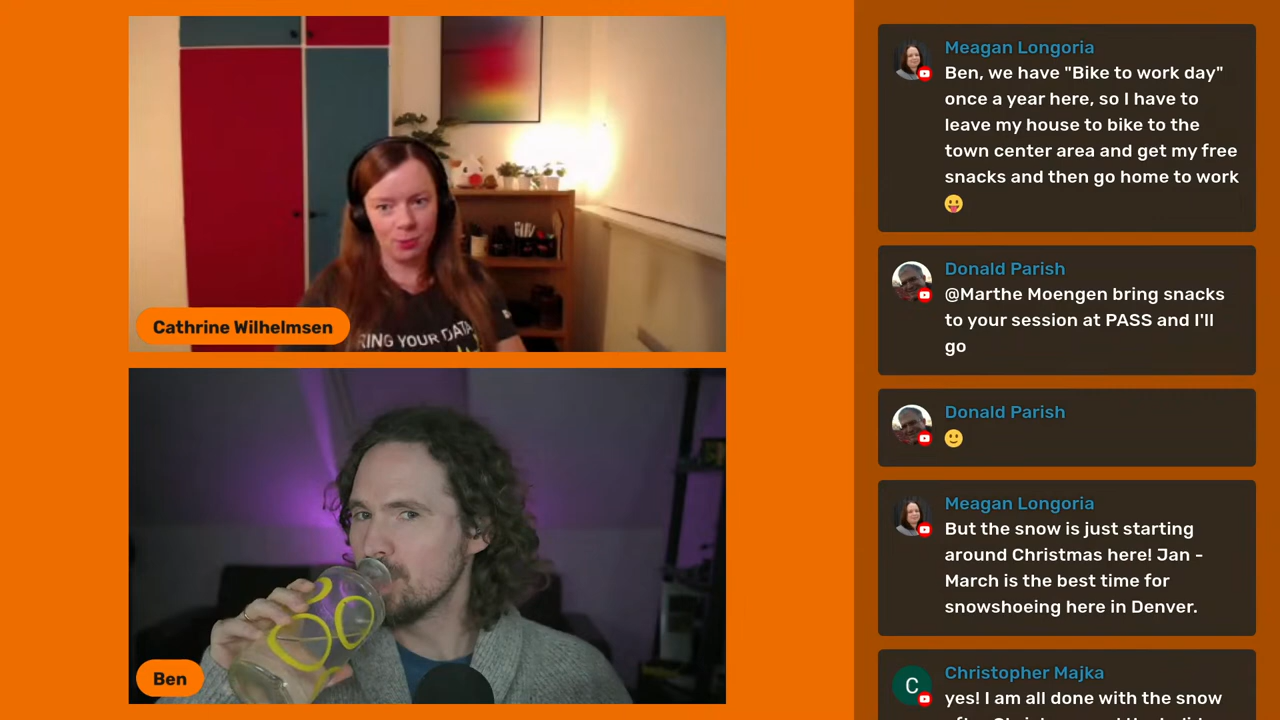 Cathrine Wilhelmsen
RING YOUR DATA
Ben
Meagan Longoria
Ben, we have "Bike to work day"
once a year here, so I have to
leave my house to bike to the
town center area and get my free
snacks and then go home to work
😛
Donald Parish
@Marthe Moengen bring snacks
to your session at PASS and I'll
go
Donald Parish
🙂
Meagan Longoria
But the snow is just starting
around Christmas here! Jan -
March is the best time for
snowshoeing here in Denver.
C
Christopher Majka
yes! I am all done with the snow